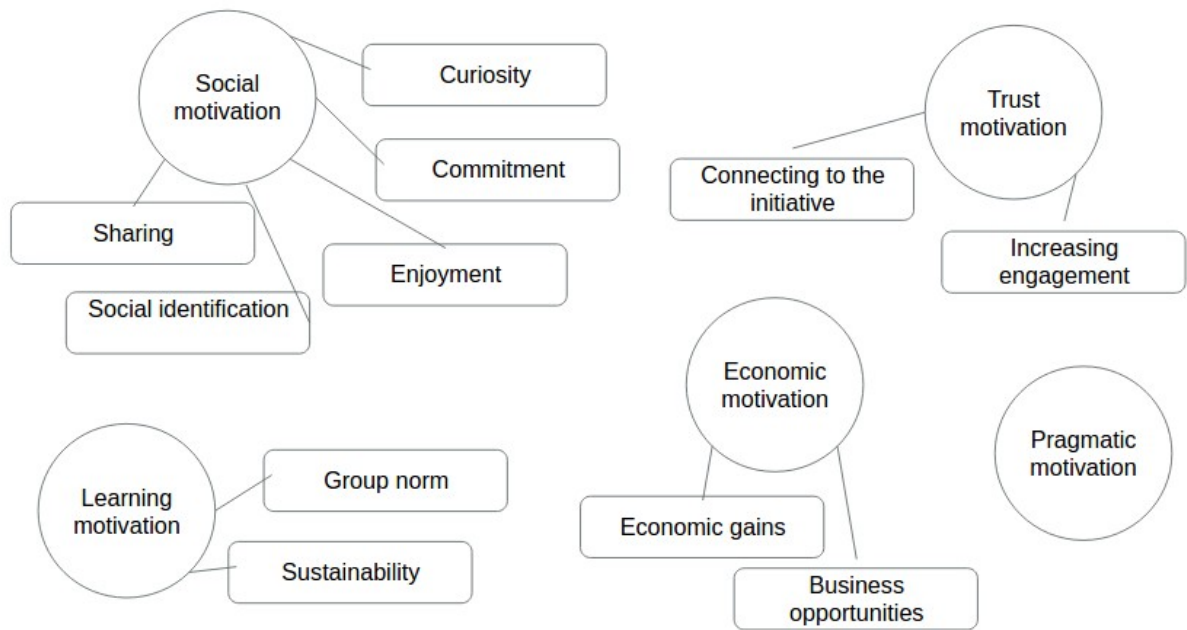 Social
motivation
Curiosity
Commitment
Sharing
Enjoyment
Social identification
Trust
motivation
Connecting to the
initiative
Increasing
engagement
Economic
motivation
Economic gains
Business
opportunities
Pragmatic
motivation
Learning
motivation
Group norm
Sustainability